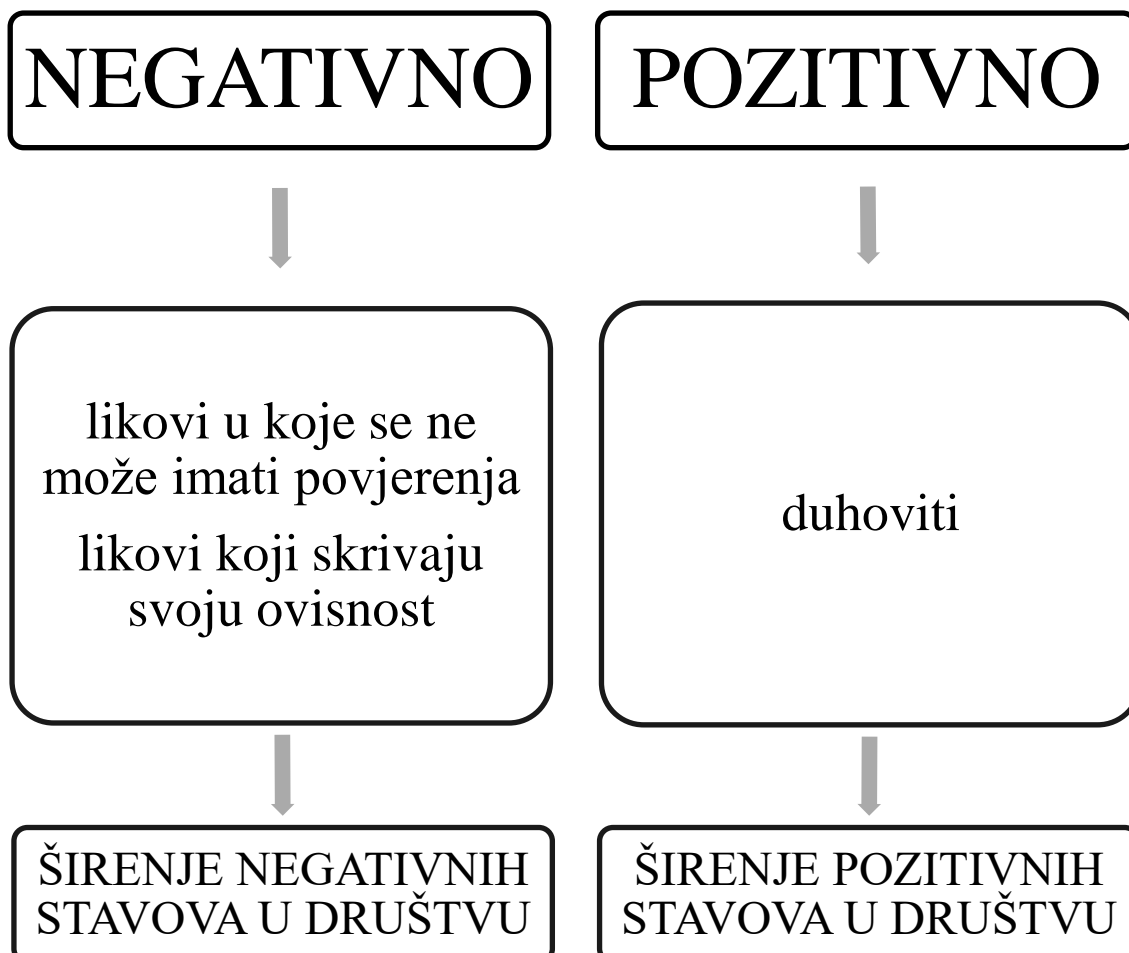 NEGATIVNO
POZITIVNO
likovi u koje se ne
može imati povjerenja
likovi koji skrivaju
svoju ovisnost
duhoviti
ŠIRENJE NEGATIVNIH
STAVOVA U DRUŠTVU
ŠIRENJE POZITIVNIH
STAVOVA U DRUŠTVU